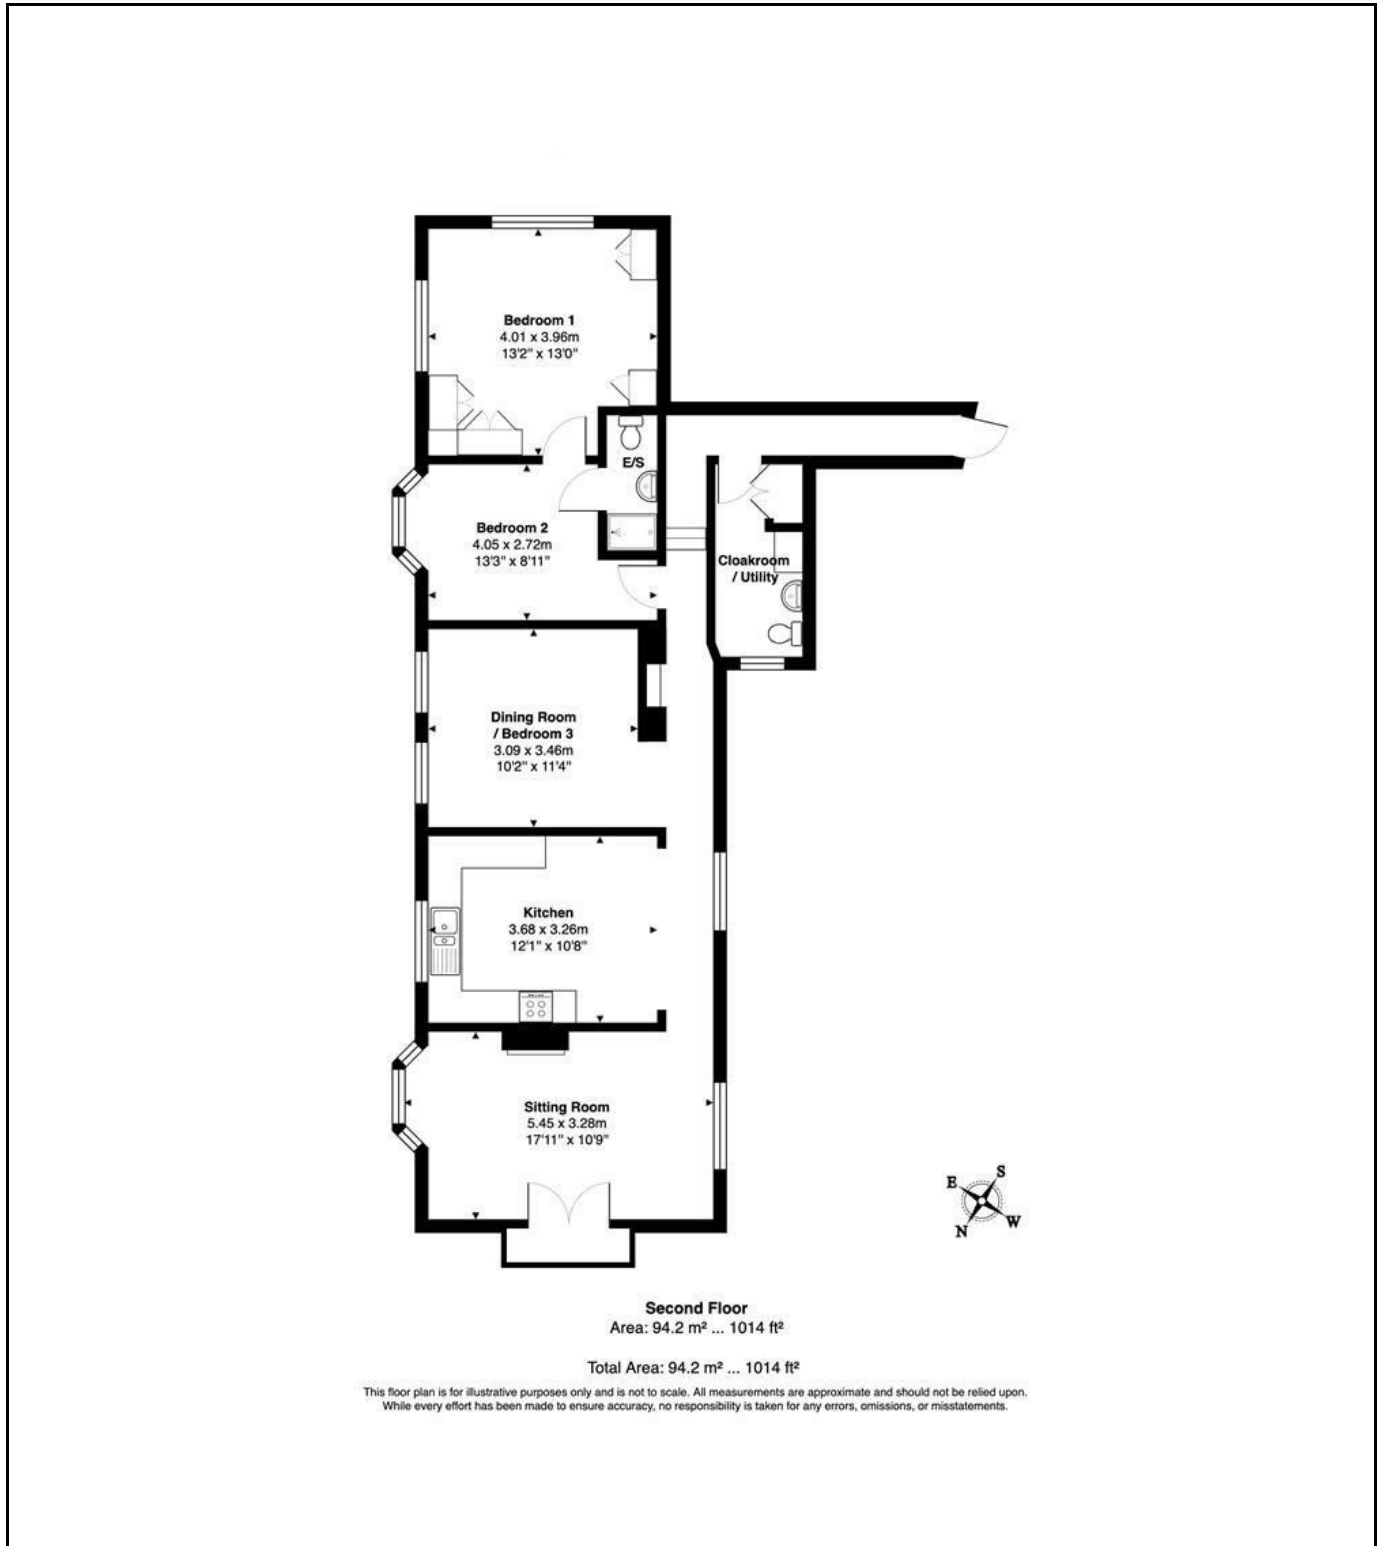 Bedroom 1
4.01 x 3.96m
13'2" x 13'0"
E/S
Bedroom 2
4.05 x 2.72m
13'3" x 8'11"
Cloakroom
/ Utility
Dining Room
/ Bedroom 3
3.09 x 3.46m
10'2" x 11'4"
Kitchen
3.68 x 3.26m
12'1" x 10'8"
Sitting Room
5.45 x 3.28m
17'11" x 10'9"
S
E
W
N
Second Floor
Area: 94.2 m² ... 1014 ft²
Total Area: 94.2 m² ... 1014 ft²
This floor plan is for illustrative purposes only and is not to scale. All measurements are approximate and should not be relied upon.
While every effort has been made to ensure accuracy, no responsibility is taken for any errors, omissions, or misstatements.